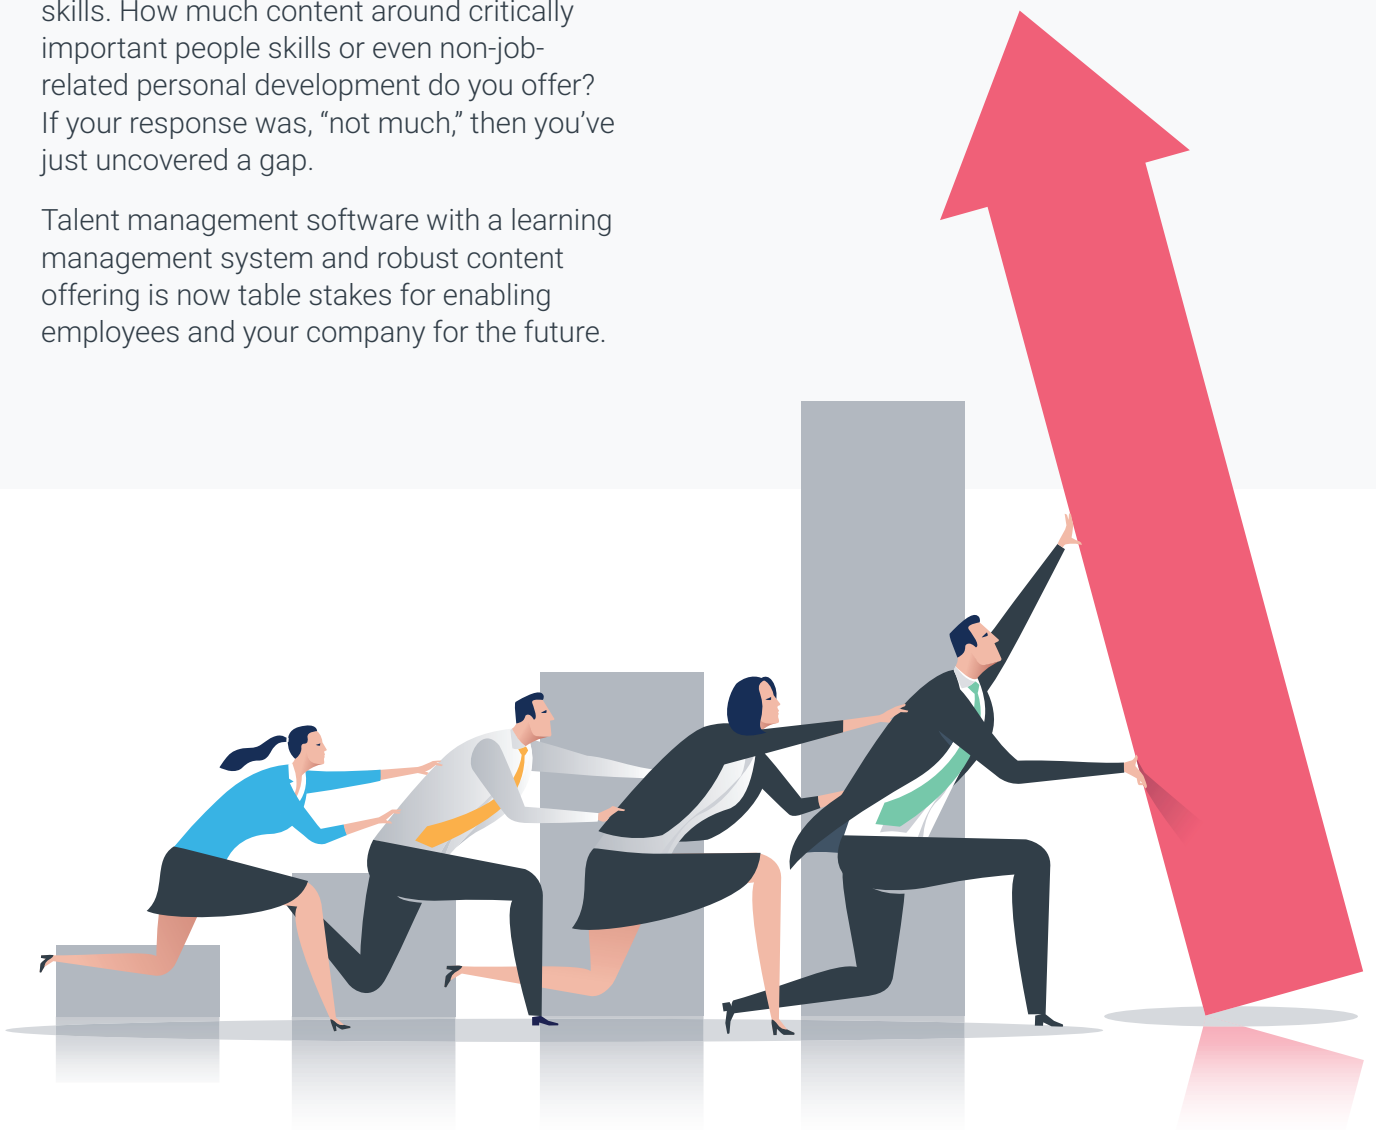 skills. How much content around critically
important people skills or even non-job-
related personal development do you offer?
If your response was, “not much,” then you’ve
just uncovered a gap.
Talent management software with a learning
management system and robust content
offering is now table stakes for enabling
employees and your company for the future.